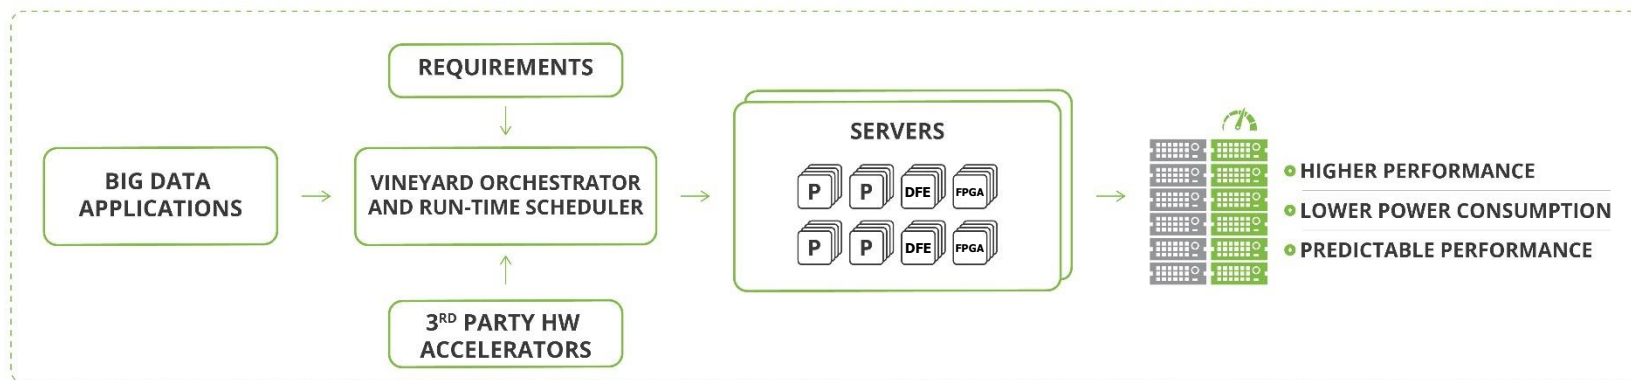 REQUIREMENTS
BIG DATA
APPLICATIONS
VINEYARD ORCHESTRATOR
AND RUN-TIME SCHEDULER
3RD PARTY HW
ACCELERATORS
SERVERS
P P DFE FPGA
P P DFE FPGA
HIGHER PERFORMANCE
LOWER POWER CONSUMPTION
PREDICTABLE PERFORMANCE